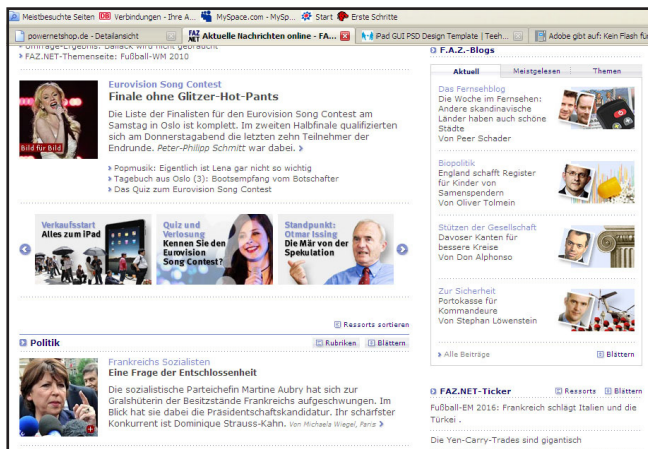 Meistbesuchte Seiten Verbindungen - Ihre A... MySpace.com - MySp... Start Erste Schritte
powernetshop.de - Detailansicht FAZ.NET Aktuelle Nachrichten online - FA... iPad GUI PSD Design Template | Teeh... Adobe gibt auf: Kein Flash fü
Umfrage-Ergebnis: Ballack wird nicht gebraucht
FAZ.NET-Themenseite: Fußball-WM 2010
Eurovision Song Contest
Finale ohne Glitzer-Hot-Pants
Die Liste der Finalisten für den Eurovision Song Contest am
Samstag in Oslo ist komplett. Im zweiten Halbfinale qualifizierten
sich am Donnerstagabend die letzten zehn Teilnehmer der
Endrunde. Peter-Philipp Schmitt war dabei.
Bild für Bild
Popmusik: Eigentlich ist Lena gar nicht so wichtig
Tagebuch aus Oslo (3): Bootsempfang vom Botschafter
Das Quiz zum Eurovision Song Contest
Verkaufsstart
Alles zum iPad
Quiz und
Verlosung
Kennen Sie den
Eurovision
Song Contest?
Standpunkt:
Otmar Issing
Die Mär von der
Spekulation
Ressorts sortieren
Politik
Rubriken
Blättern
Frankreichs Sozialisten
Eine Frage der Entschlossenheit
Die sozialistische Parteichefin Martine Aubry hat sich zur
Gralshüterin der Besitzstände Frankreichs aufgeschwungen. Im
Blick hat sie dabei die Präsidentschaftskandidatur. Ihr schärfster
Konkurrent ist Dominique Strauss-Kahn. Von Michaela Wiegel, Paris
F.A.Z.-Blogs
Aktuell Meistgelesen Themen
Das Fernsehblog
Die Woche im Fernsehen:
Andere skandinavische
Länder haben auch schöne
Städte
Von Peer Schader
Biopolitik
England schafft Register
für Kinder von
Samenspendern
Von Oliver Tolmein
Stützen der Gesellschaft
Davoser Kanten für
bessere Kreise
Von Don Alphonso
Zur Sicherheit
Portokasse für
Kommandeure
Von Stephan Löwenstein
Alle Beiträge
Blättern
FAZ.NET-Ticker
Ressorts
Blättern
Fußball-EM 2016: Frankreich schlägt Italien und die
Türkei .
Die Yen-Carry-Trades sind gigantisch